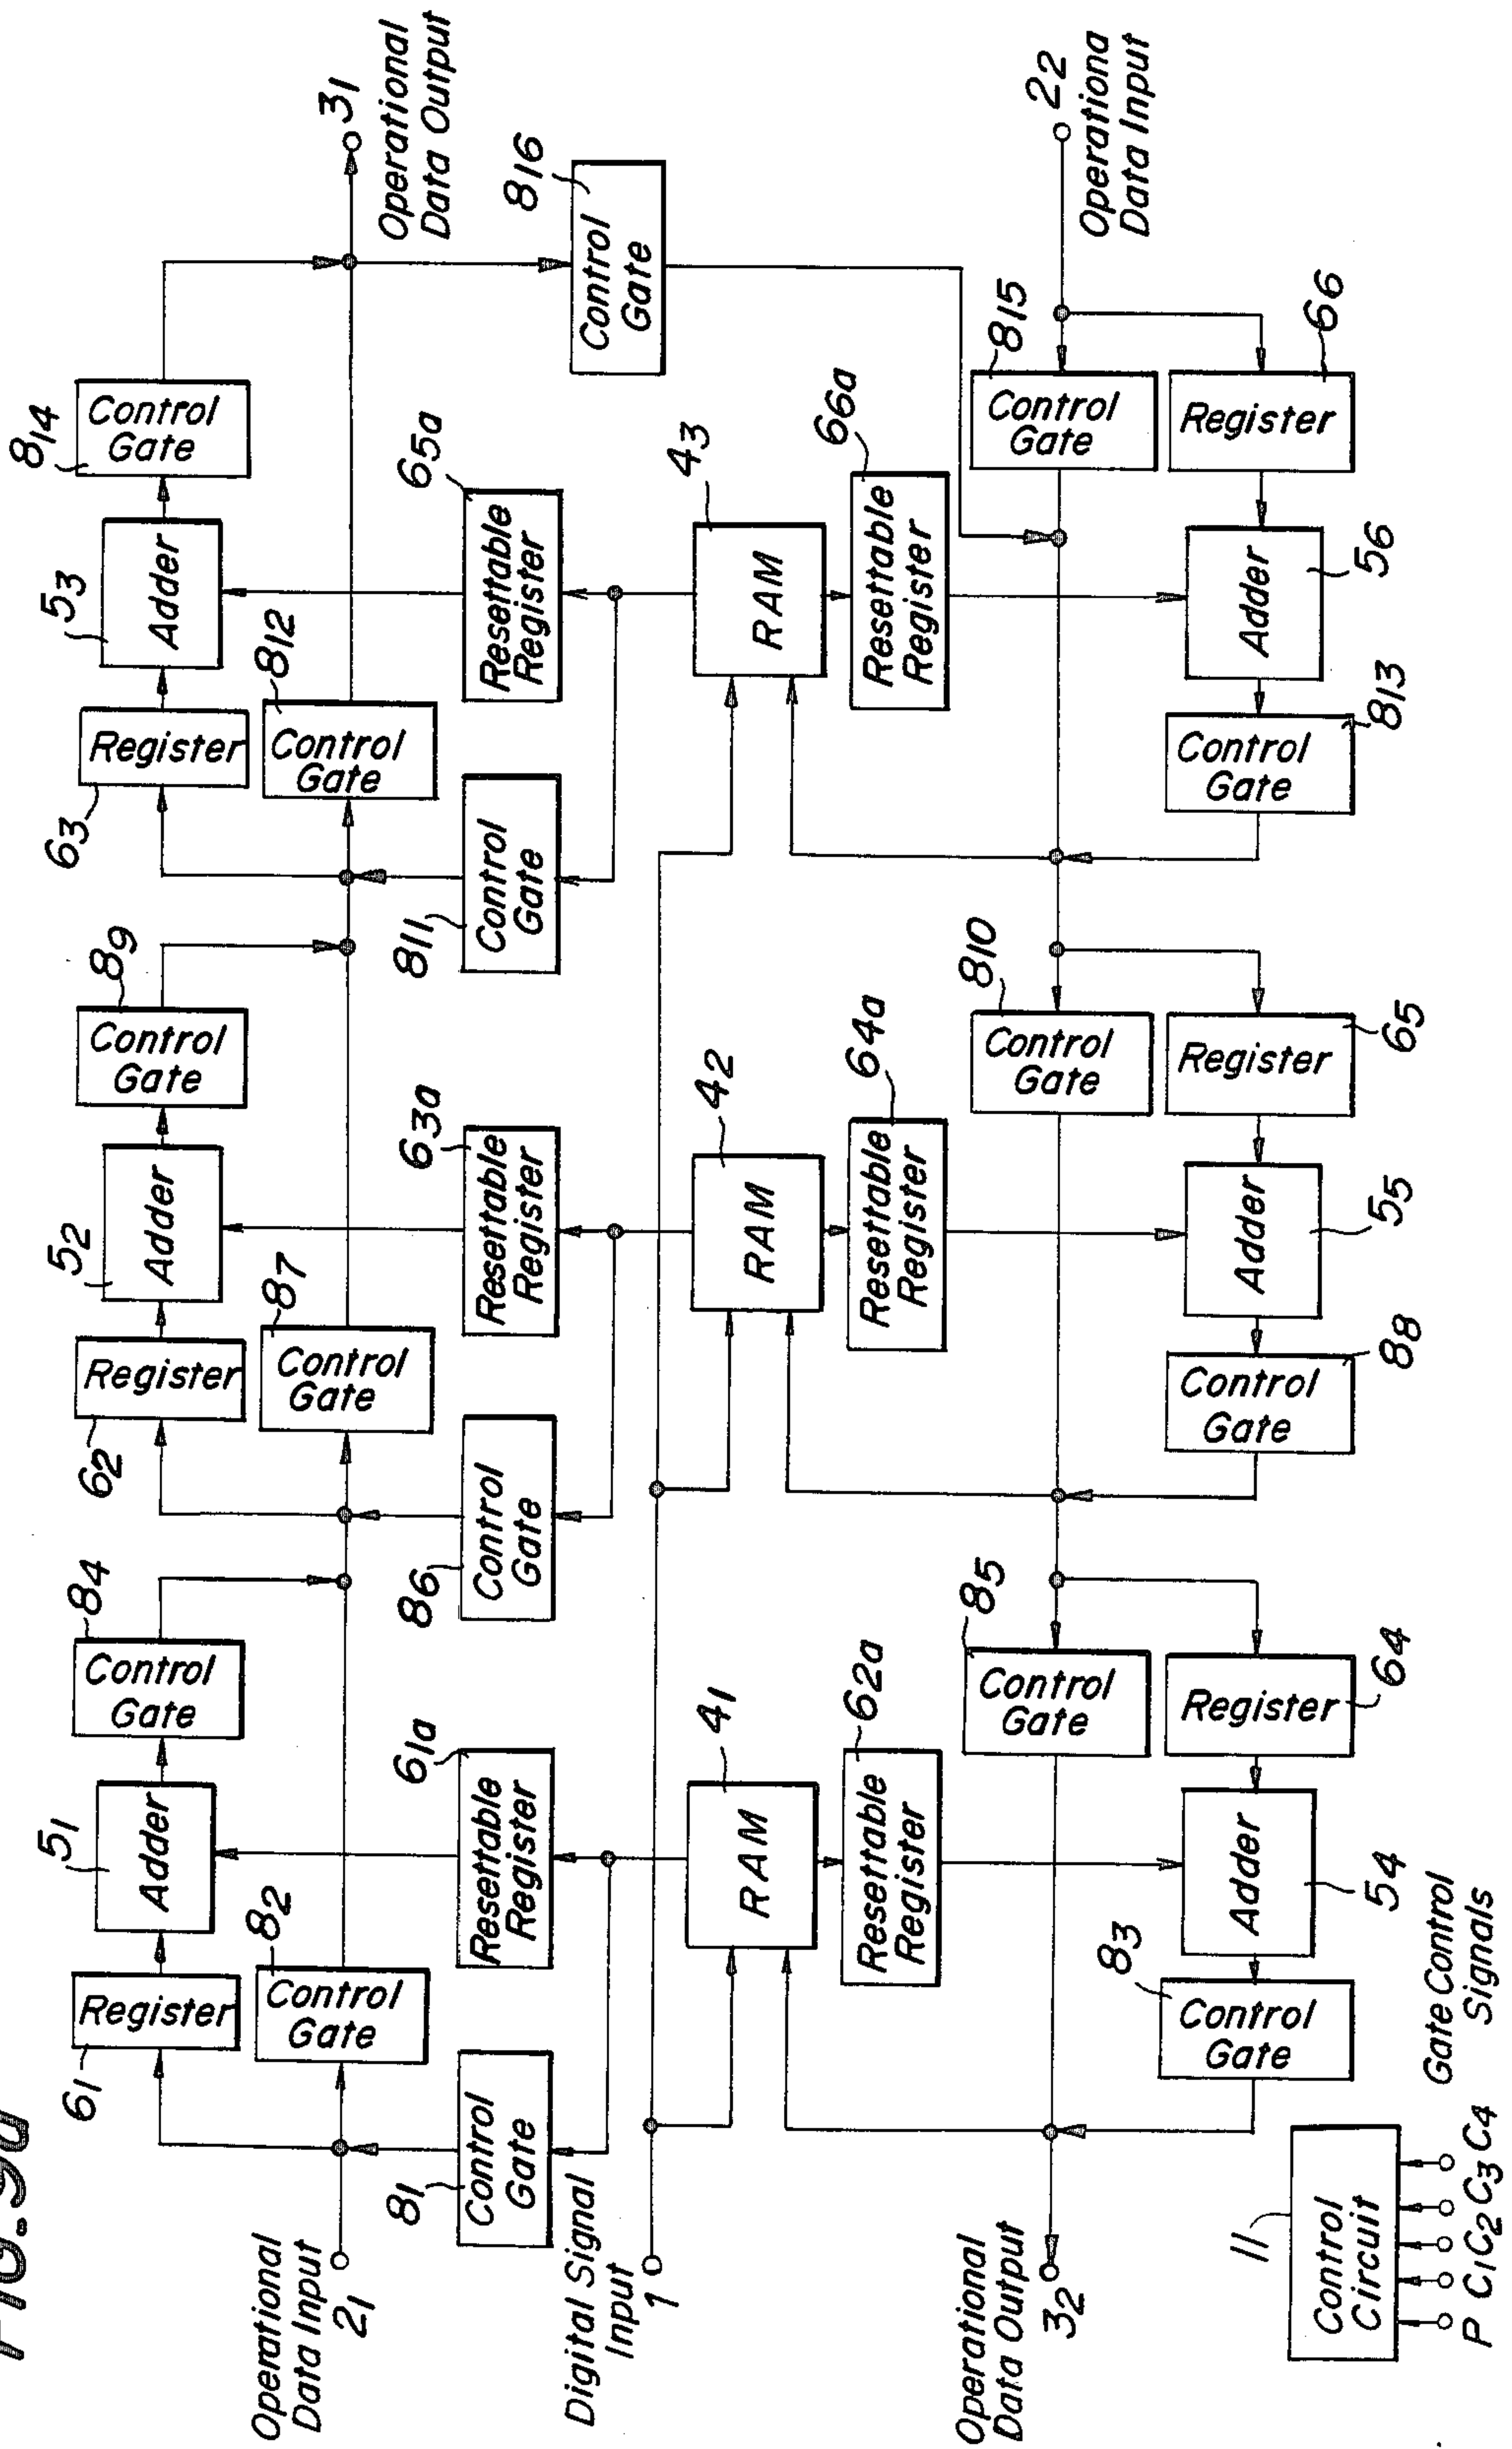 FIG. 9a
84
Control
Gate
89
Control
Gate
814
Control
Gate
51
Adder
52
Adder
53
Adder
61
Register
62
Register
63
Register
82
Control
Gate
87
Control
Gate
812
Control
Gate
31
Operational
Data Output
Operational
Data Input
21
81
Control
Gate
61a
Resettable
Register
86
Control
Gate
63a
Resettable
Register
811
Control
Gate
65a
Resettable
Register
816
Control
Gate
Digital Signal
Input
1
41
RAM
42
RAM
43
RAM
62a
Resettable
Register
64a
Resettable
Register
66a
Resettable
Register
Operational
Data Output
32
85
Control
Gate
810
Control
Gate
815
Control
Gate
22
Operationa
Data Input
83
Control
Gate
Adder
54
Register
64
Control
Gate
88
Adder
55
Register
65
Control
Gate
813
Adder
56
Register
66
11
Control
Circuit
P C1 C2 C3 C4
Gate Control
Signals